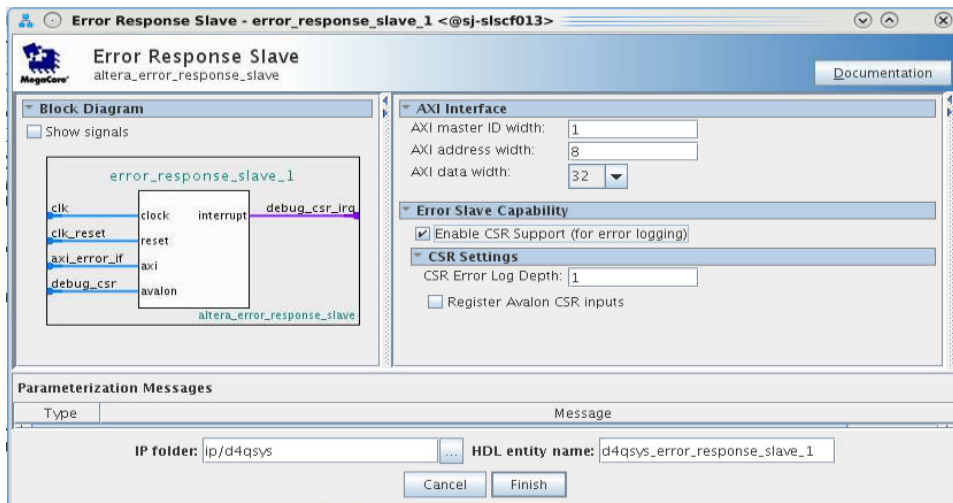 Error Response Slave - error_response_slave_1 <@sj-slscf013>
MegaCore'
Error Response Slave
altera_error_response_slave
Documentation
Block Diagram
Show signals
error_response_slave_1
clk
clock
interrupt
debug_csr_irq
clk_reset
reset
axi_error_if
axi
debug_csr
avalon
altera_error_response_slave
AXI Interface
AXI master ID width: 1
AXI address width: 8
AXI data width: 32
Error Slave Capability
Enable CSR Support (for error logging)
CSR Settings
CSR Error Log Depth: 1
Register Avalon CSR inputs
Parameterization Messages
Type Message
IP folder: ip/d4qsys ... HDL entity name: d4qsys_error_response_slave_1
Cancel Finish